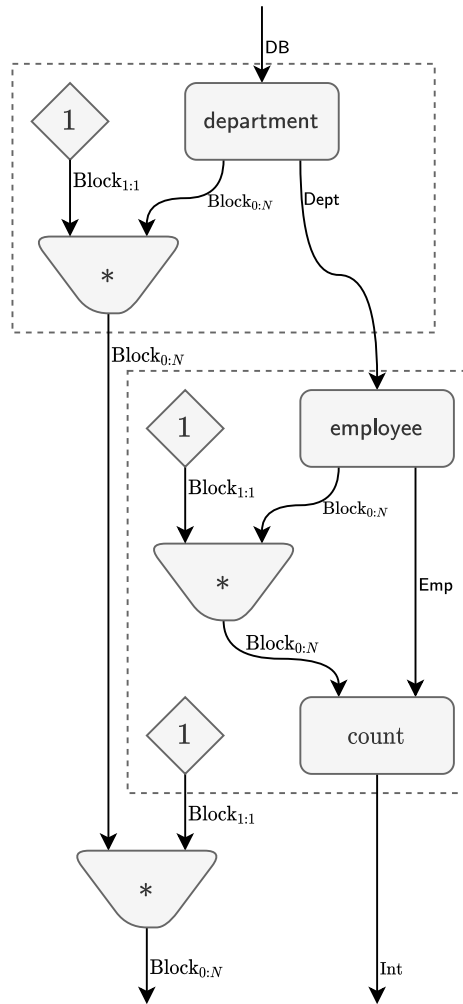 DB
1
department
Block1:1
Block0:N
Dept
*
Block0:N
1
employee
Block1:1
Block0:N
*
Emp
Block0:N
1
count
Block1:1
*
Block0:N
Int